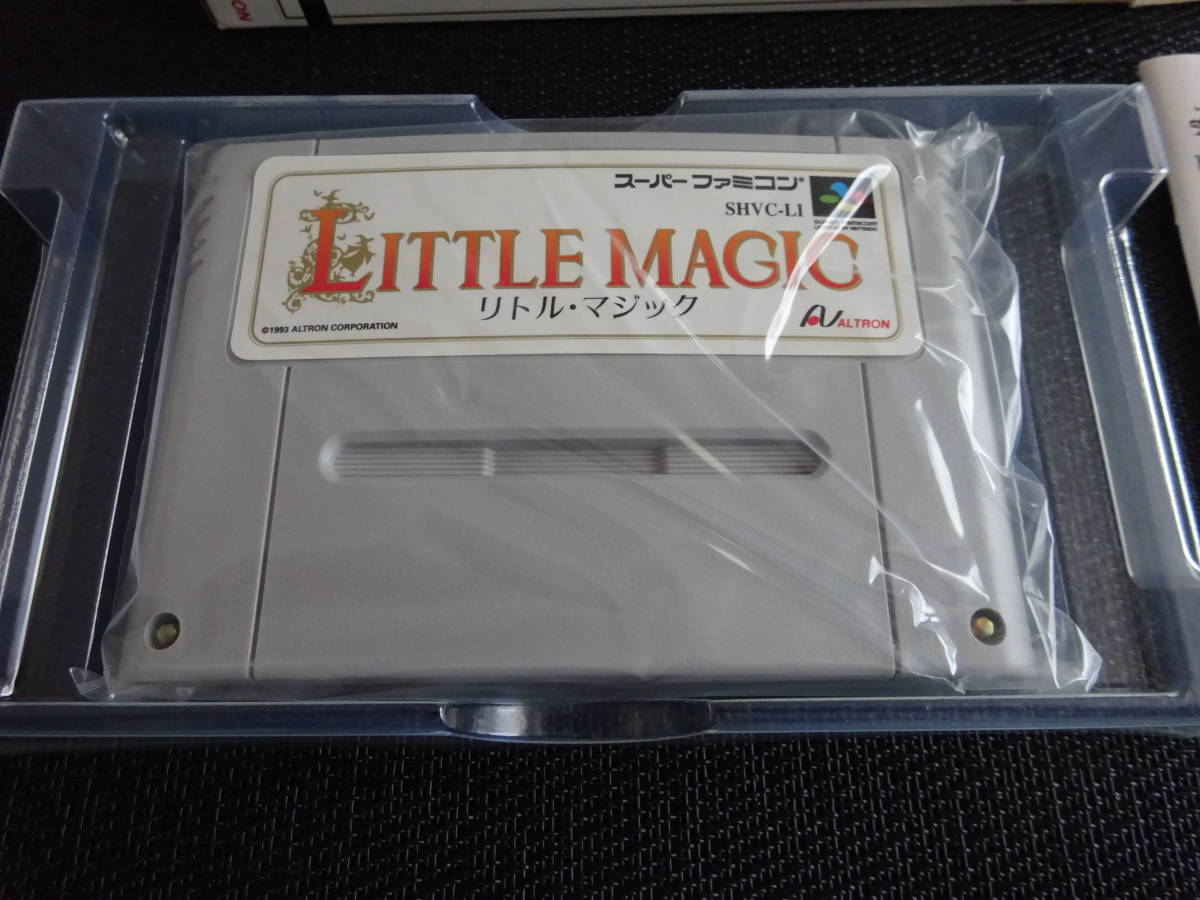 スーパーファミコン®
SHVC-LI
LITTLE MAGIC
リトル・マジック
©1993 ALTRON CORPORATION
ALTRON